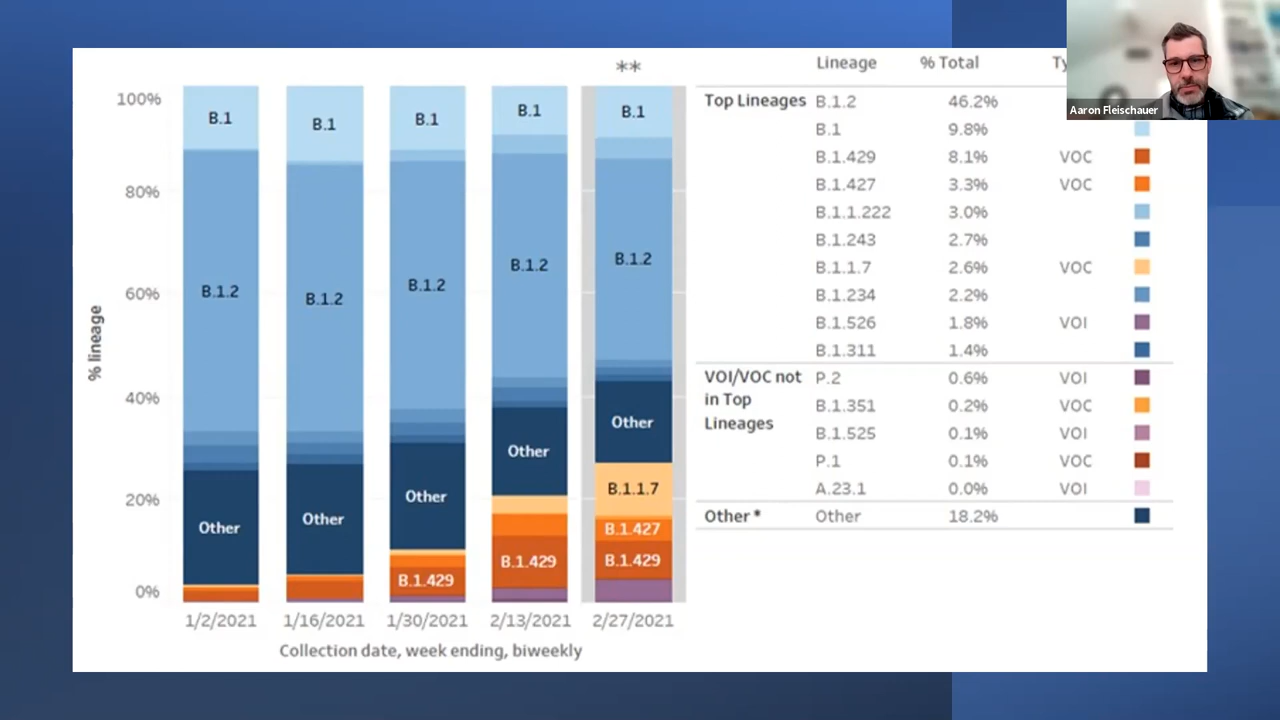 **
100%
80%
60%
40%
20%
0%
% lineage
B.1
B.1.2
Other
B.1
B.1.2
Other
B.1
B.1.2
Other
B.1.429
B.1
B.1.2
Other
B.1.429
B.1
B.1.2
Other
B.1.1.7
B.1.427
B.1.429
1/2/2021 1/16/2021 1/30/2021 2/13/2021 2/27/2021
Collection date, week ending, biweekly
Lineage % Total
Top Lineages B.1.2 46.2%
B.1 9.8%
B.1.429 8.1% VOC
B.1.427 3.3% VOC
B.1.1.222 3.0%
B.1.243 2.7%
B.1.1.7 2.6% VOC
B.1.234 2.2%
B.1.526 1.8% VOI
B.1.311 1.4%
VOI/VOC not P.2 0.6% VOI
in Top B.1.351 0.2% VOC
Lineages B.1.525 0.1% VOI
P.1 0.1% VOC
A.23.1 0.0% VOI
Other * Other 18.2%
Aaron Fleischauer